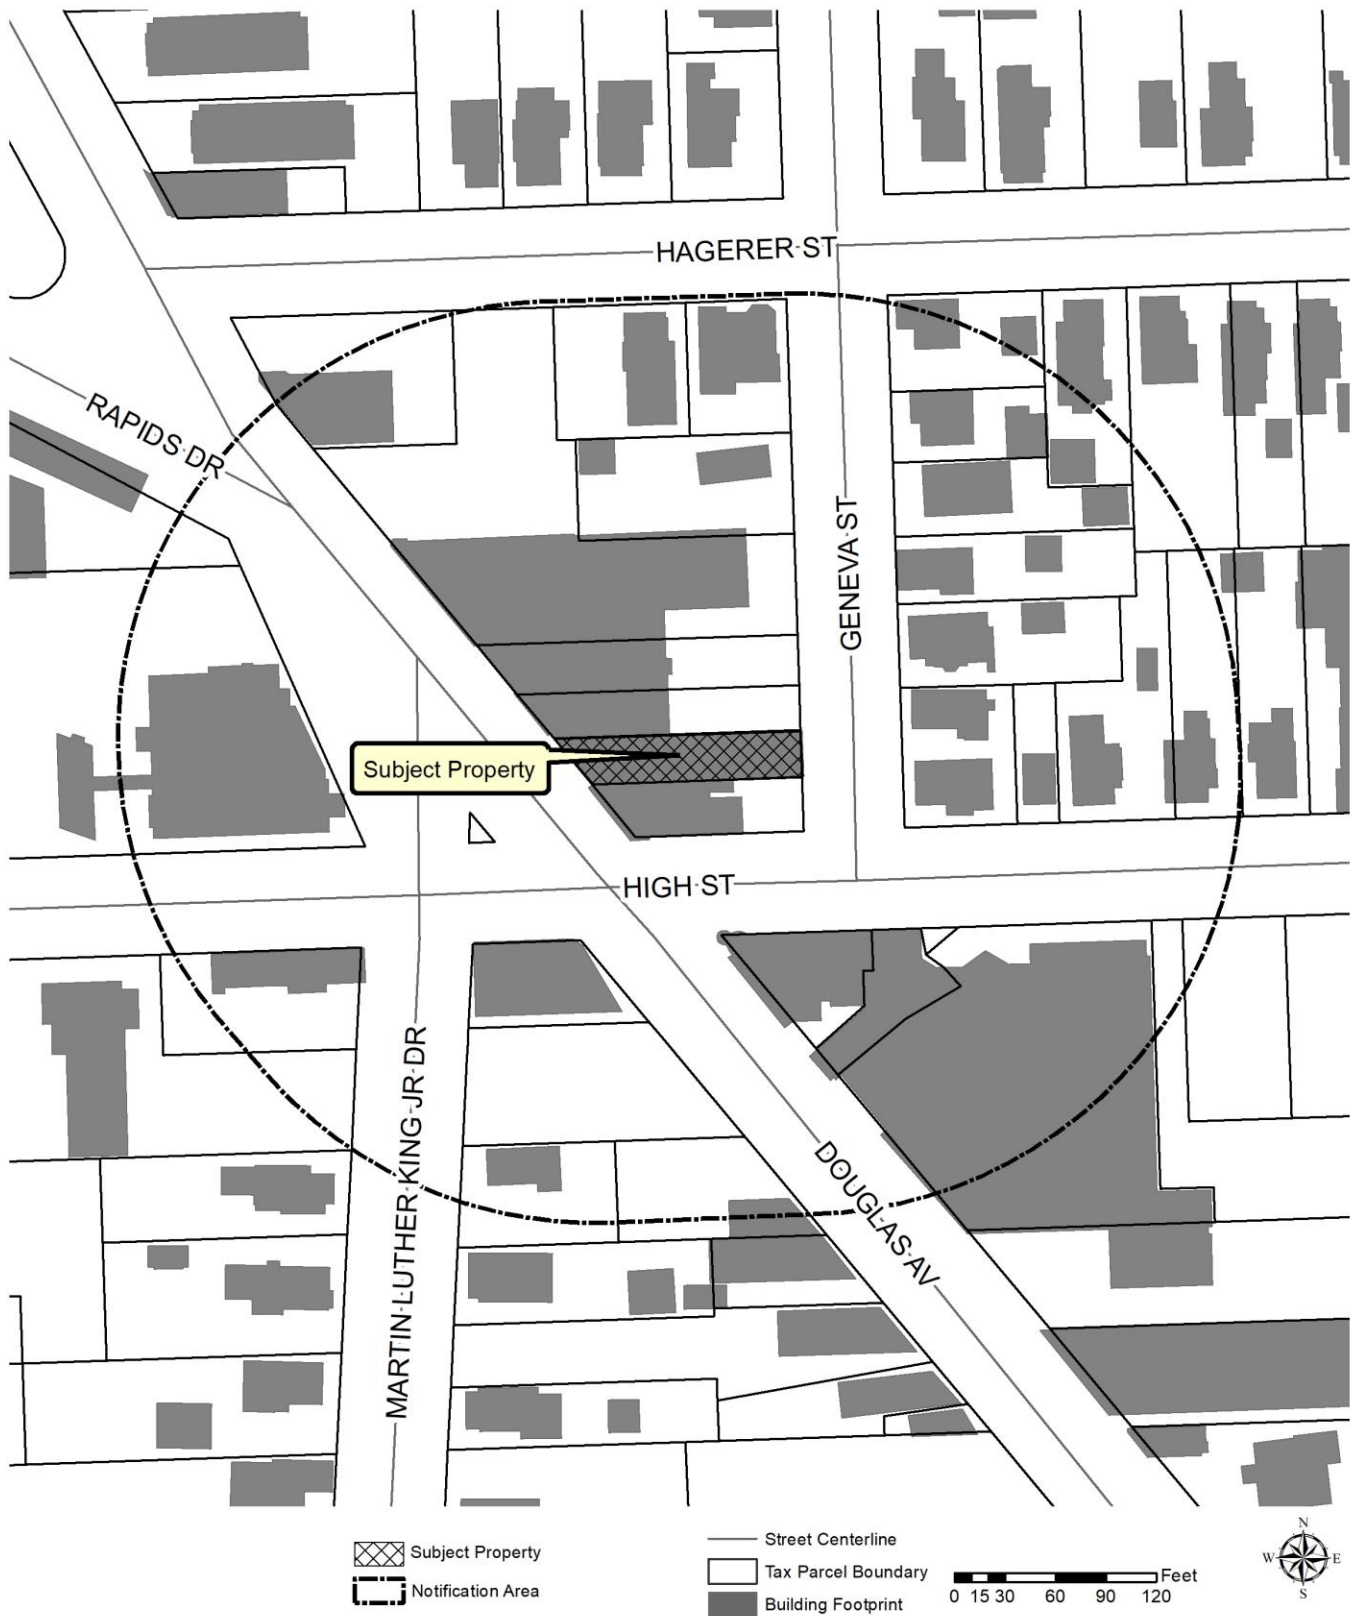 HAGERER ST
RAPIDS DR
GENEVA ST
Subject Property
HIGH ST
MARTIN LUTHER KING JR DR
DOUGLAS AV
Subject Property
Notification Area
Street Centerline
Tax Parcel Boundary
Building Footprint
Feet
0 15 30 60 90 120
N
W E
S